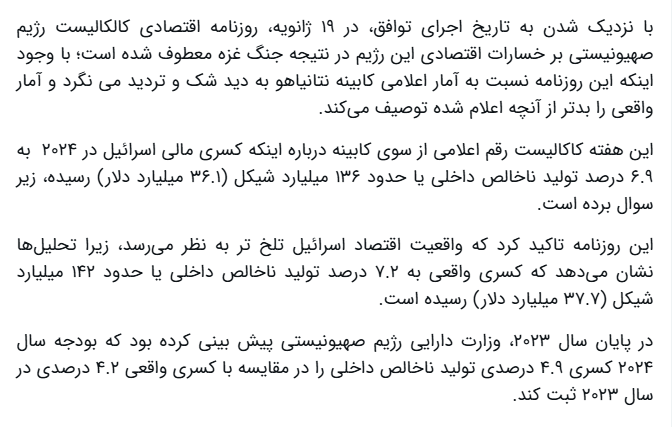 با نزدیک شدن به تاریخ اجرای توافق، در ۱۹ ژانویه، روزنامه اقتصادی کالکالیست رژیم
صهیونیستی بر خسارات اقتصادی این رژیم در نتیجه جنگ غزه معطوف شده است؛ با وجود
اینکه این روزنامه نسبت به آمار اعلامی کابینه نتانیاهو به دید شک و تردید می نگرد و آمار
واقعی را بدتر از آنچه اعلام شده توصیف می‌کند.
این هفته کاکالیست رقم اعلامی از سوی کابینه درباره اینکه کسری مالی اسرائیل در ۲۰۲۴ به
۶.۹ درصد تولید ناخالص داخلی یا حدود ۱۳۶ میلیارد شیکل (۳۶.۱ میلیارد دلار) رسیده، زیر
سوال برده است.
این روزنامه تاکید کرد که واقعیت اقتصاد اسرائیل تلخ تر به نظر می‌رسد، زیرا تحلیل‌ها
نشان می‌دهد که کسری واقعی به ۷.۲ درصد تولید ناخالص داخلی یا حدود ۱۴۲ میلیارد
شیکل (۳۷.۷ میلیارد دلار) رسیده است.
در پایان سال ۲۰۲۳، وزارت دارایی رژیم صهیونیستی پیش بینی کرده بود که بودجه سال
۲۰۲۴ کسری ۴.۹ درصدی تولید ناخالص داخلی را در مقایسه با کسری واقعی ۴.۲ درصدی در
سال ۲۰۲۳ ثبت کند.